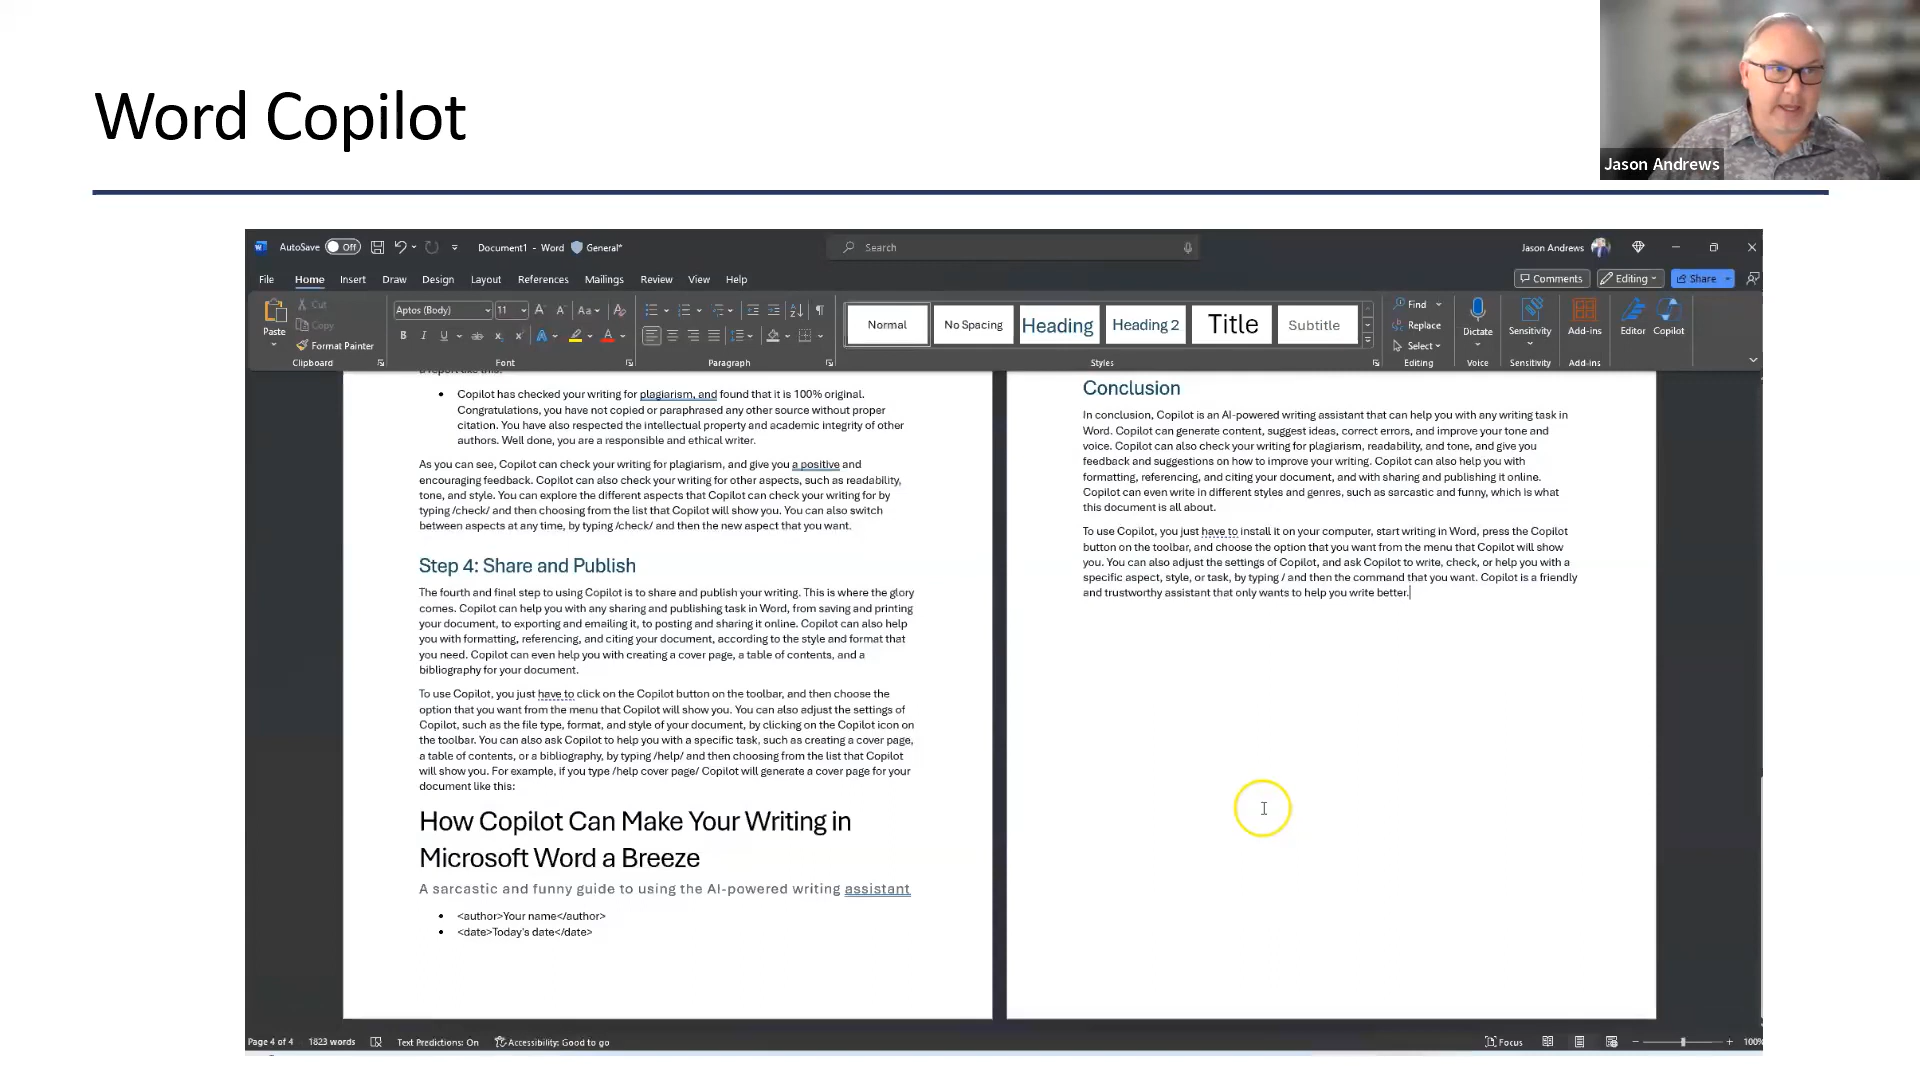 Word Copilot
Jason Andrews
AutoSave Off Document1 - Word General* Search Jason Andrews
File Home Insert Draw Design Layout References Mailings Review View Help Comments Editing Share
Paste Cut Copy Format Painter
Aptos (Body) 11
Normal No Spacing Heading Heading 2 Title Subtitle
Find Replace Select
Dictate Sensitivity Add-ins Editor Copilot
Clipboard Font Paragraph Styles Editing Voice Sensitivity Add-ins
• Copilot has checked your writing for plagiarism, and found that it is 100% original.
Congratulations, you have not copied or paraphrased any other source without proper
citation. You have also respected the intellectual property and academic integrity of other
authors. Well done, you are a responsible and ethical writer.
As you can see, Copilot can check your writing for plagiarism, and give you a positive and
encouraging feedback. Copilot can also check your writing for other aspects, such as readability,
tone, and style. You can explore the different aspects that Copilot can check your writing for by
typing /check/ and then choosing from the list that Copilot will show you. You can also switch
between aspects at any time, by typing /check/ and then the new aspect that you want.
Step 4: Share and Publish
The fourth and final step to using Copilot is to share and publish your writing. This is where the glory
comes. Copilot can help you with any sharing and publishing task in Word, from saving and printing
your document, to exporting and emailing it, to posting and sharing it online. Copilot can also help
you with formatting, referencing, and citing your document, according to the style and format that
you need. Copilot can even help you with creating a cover page, a table of contents, and a
bibliography for your document.
To use Copilot, you just have to click on the Copilot button on the toolbar, and then choose the
option that you want from the menu that Copilot will show you. You can also adjust the settings of
Copilot, such as the file type, format, and style of your document, by clicking on the Copilot icon on
the toolbar. You can also ask Copilot to help you with a specific task, such as creating a cover page,
a table of contents, or a bibliography, by typing /help/ and then choosing from the list that Copilot
will show you. For example, if you type /help cover page/ Copilot will generate a cover page for your
document like this:
How Copilot Can Make Your Writing in
Microsoft Word a Breeze
A sarcastic and funny guide to using the AI-powered writing assistant
• <author>Your name</author>
• <date>Today's date</date>
Conclusion
In conclusion, Copilot is an AI-powered writing assistant that can help you with any writing task in
Word. Copilot can generate content, suggest ideas, correct errors, and improve your tone and
voice. Copilot can also check your writing for plagiarism, readability, and tone, and give you
feedback and suggestions on how to improve your writing. Copilot can also help you with
formatting, referencing, and citing your document, and with sharing and publishing it online.
Copilot can even write in different styles and genres, such as sarcastic and funny, which is what
this document is all about.
To use Copilot, you just have to install it on your computer, start writing in Word, press the Copilot
button on the toolbar, and choose the option that you want from the menu that Copilot will show
you. You can also adjust the settings of Copilot, and ask Copilot to write, check, or help you with a
specific aspect, style, or task, by typing / and then the command that you want. Copilot is a friendly
and trustworthy assistant that only wants to help you write better.
Page 4 of 4 1823 words Text Predictions: On Accessibility: Good to go Focus 100%